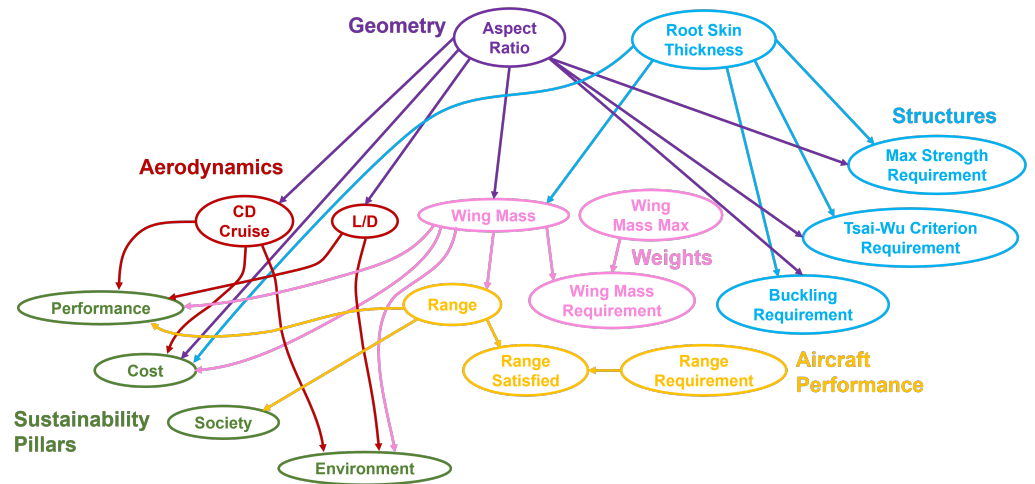 Geometry
Aspect
Ratio
Root Skin
Thickness
Structures
Max Strength
Requirement
Aerodynamics
CD
Cruise
L/D
Wing Mass
Wing
Mass Max
Tsai-Wu Criterion
Requirement
Weights
Performance
Range
Wing Mass
Requirement
Buckling
Requirement
Cost
Range
Satisfied
Range
Requirement
Aircraft
Performance
Sustainability
Pillars
Society
Environment